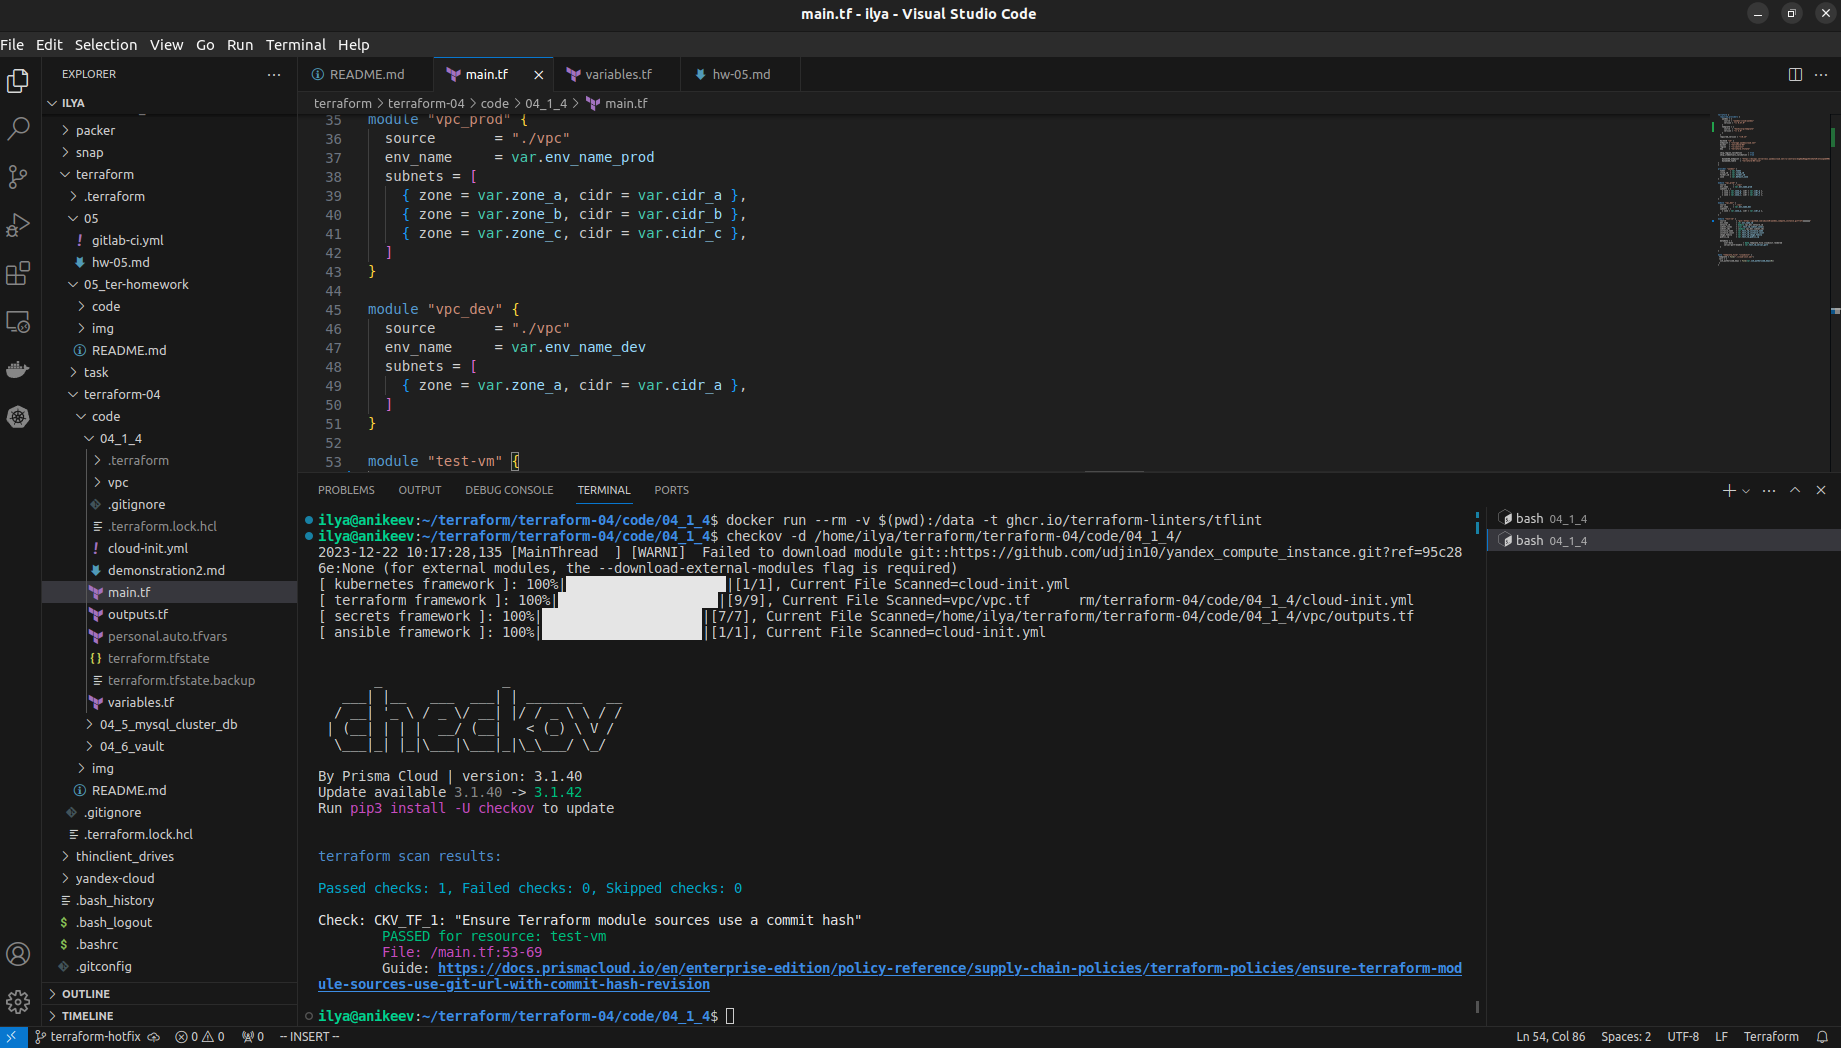 main.tf - ilya - Visual Studio Code
File Edit Selection View Go Run Terminal Help
EXPLORER
ILYA
packer
snap
terraform
.terraform
05
gitlab-ci.yml
hw-05.md
05_ter-homework
code
img
README.md
task
terraform-04
code
04_1_4
.terraform
vpc
.gitignore
.terraform.lock.hcl
cloud-init.yml
demonstration2.md
main.tf
outputs.tf
personal.auto.tfvars
terraform.tfstate
terraform.tfstate.backup
variables.tf
04_5_mysql_cluster_db
04_6_vault
img
README.md
.gitignore
.terraform.lock.hcl
thinclient_drives
yandex-cloud
.bash_history
.bash_logout
.bashrc
.gitconfig
OUTLINE
TIMELINE
README.md main.tf variables.tf hw-05.md
terraform > terraform-04 > code > 04_1_4 > main.tf
35 module "vpc_prod" {
36 source = "./vpc"
37 env_name = var.env_name_prod
38 subnets = [
39 { zone = var.zone_a, cidr = var.cidr_a },
40 { zone = var.zone_b, cidr = var.cidr_b },
41 { zone = var.zone_c, cidr = var.cidr_c },
42 ]
43 }
44
45 module "vpc_dev" {
46 source = "./vpc"
47 env_name = var.env_name_dev
48 subnets = [
49 { zone = var.zone_a, cidr = var.cidr_a },
50 ]
51 }
52
53 module "test-vm" {
PROBLEMS OUTPUT DEBUG CONSOLE TERMINAL PORTS
ilya@anikeev:~/terraform/terraform-04/code/04_1_4$ docker run --rm -v $(pwd):/data -t ghcr.io/terraform-linters/tflint
ilya@anikeev:~/terraform/terraform-04/code/04_1_4$ checkov -d /home/ilya/terraform/terraform-04/code/04_1_4/
2023-12-22 10:17:28,135 [MainThread  ] [WARNI]  Failed to download module git::https://github.com/udjin10/yandex_compute_instance.git?ref=95c28
6e:None (for external modules, the --download-external-modules flag is required)
[ kubernetes framework ]: 100%| |[1/1], Current File Scanned=cloud-init.yml
[ terraform framework ]: 100%| |[9/9], Current File Scanned=vpc/vpc.tf rm/terraform-04/code/04_1_4/cloud-init.yml
[ secrets framework ]: 100%| |[7/7], Current File Scanned=/home/ilya/terraform/terraform-04/code/04_1_4/vpc/outputs.tf
[ ansible framework ]: 100%| |[1/1], Current File Scanned=cloud-init.yml
checkov
By Prisma Cloud | version: 3.1.40
Update available 3.1.40 -> 3.1.42
Run pip3 install -U checkov to update
terraform scan results:
Passed checks: 1, Failed checks: 0, Skipped checks: 0
Check: CKV_TF_1: "Ensure Terraform module sources use a commit hash"
PASSED for resource: test-vm
File: /main.tf:53-69
Guide: https://docs.prismacloud.io/en/enterprise-edition/policy-reference/supply-chain-policies/terraform-policies/ensure-terraform-mod
ule-sources-use-git-url-with-commit-hash-revision
ilya@anikeev:~/terraform/terraform-04/code/04_1_4$
bash 04_1_4
bash 04_1_4
terraform-hotfix 0 0 0 -- INSERT -- Ln 54, Col 86 Spaces: 2 UTF-8 LF Terraform